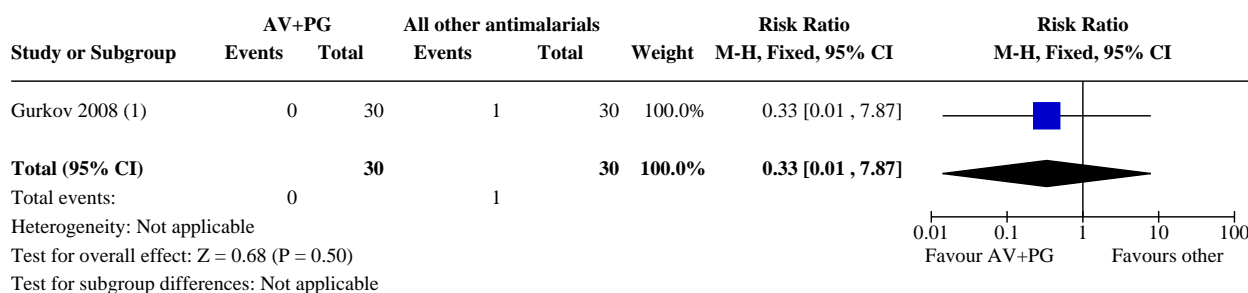 AV+PG All other antimalarials Risk Ratio Risk Ratio
Study or Subgroup Events Total Events Total Weight M-H, Fixed, 95% CI M-H, Fixed, 95% CI
Gurkov 2008 (1) 0 30 1 30 100.0% 0.33 [0.01 , 7.87]
Total (95% CI) 30 30 100.0% 0.33 [0.01 , 7.87]
Total events: 0 1
Heterogeneity: Not applicable
0.01 0.1 1 10 100
Test for overall effect: Z = 0.68 (P = 0.50) Favour AV+PG Favours other
Test for subgroup differences: Not applicable